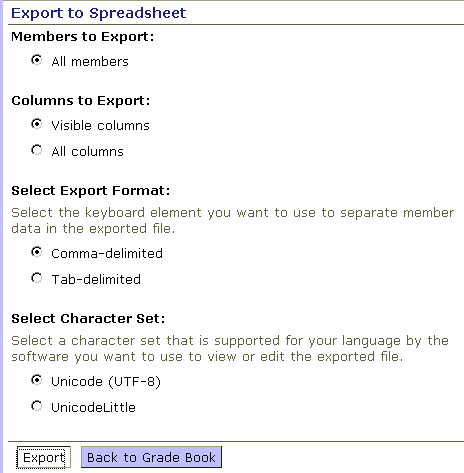 Export to Spreadsheet
Members to Export:
All members
Columns to Export:
Visible columns
All columns
Select Export Format:
Select the keyboard element you want to use to separate member
data in the exported file.
Comma-delimited
Tab-delimited
Select Character Set:
Select a character set that is supported for your language by the
software you want to use to view or edit the exported file.
Unicode (UTF-8)
UnicodeLittle
Export Back to Grade Book